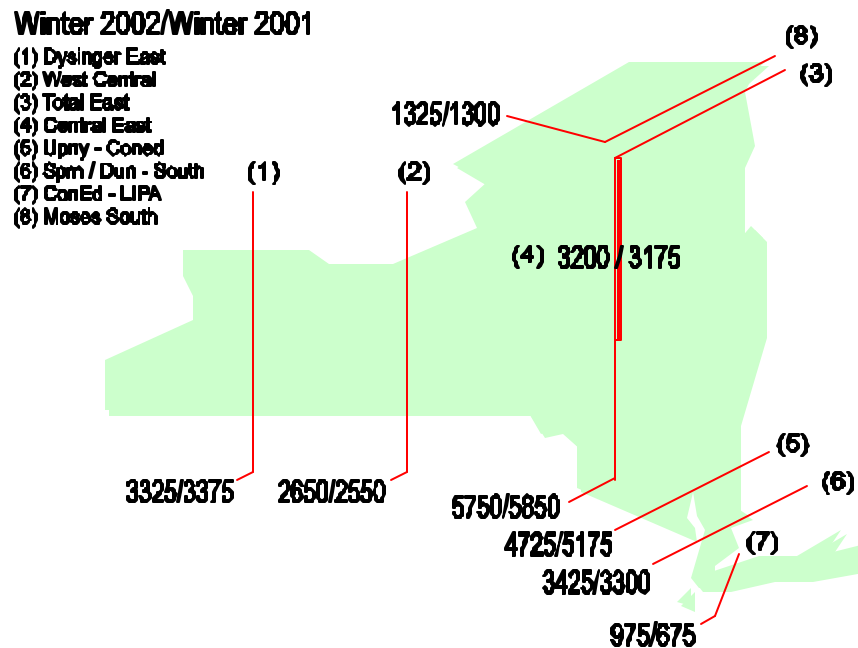 Winter 2002/Winter 2001
(1) Dysinger East
(2) West Central
(3) Total East
(4) Central East
(5) Upny - Coned
(6) Sprn / Dun - South
(7) ConEd - LIPA
(8) Moses South
(8)
(3)
1325/1300
(1)
(2)
(4) 3200 / 3175
(5)
(6)
3325/3375
2650/2550
5750/5850
4725/5175
(7)
3425/3300
975/675